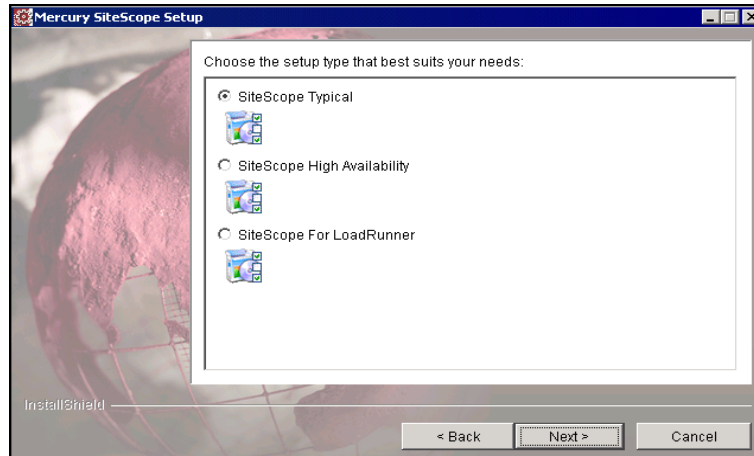 Mercury SiteScope Setup
Choose the setup type that best suits your needs:
SiteScope Typical
SiteScope High Availability
SiteScope For LoadRunner
InstallShield
< Back Next > Cancel